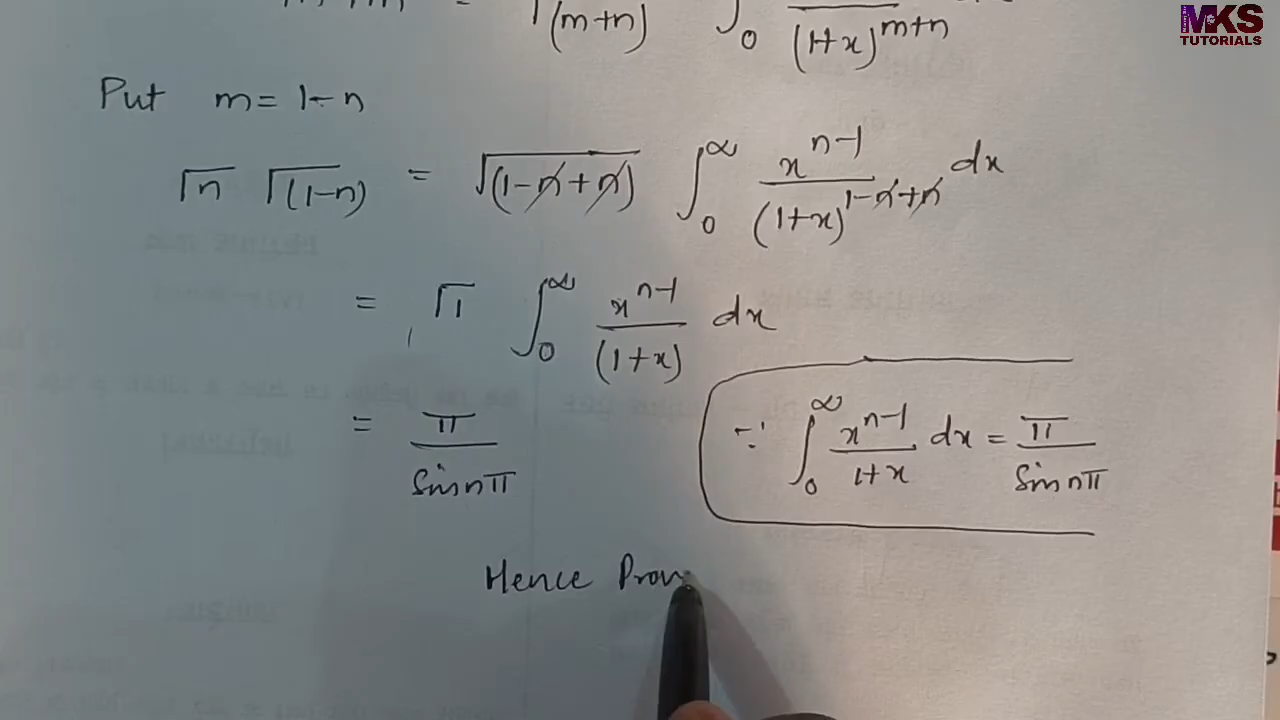 MKS
TUTORIALS
Γ(m+n) ∫₀ (1+x)^{m+n}
Put m = 1-n
Γn Γ(1-n) = Γ(1-n+n) ∫₀^∞ x^{n-1}/(1+x)^{1-n+n} dx
= Γ1 ∫₀^∞ x^{n-1}/(1+x) dx
= π/Sin nπ
∵ ∫₀^∞ x^{n-1}/1+x dx = π/Sin nπ
Hence Prov